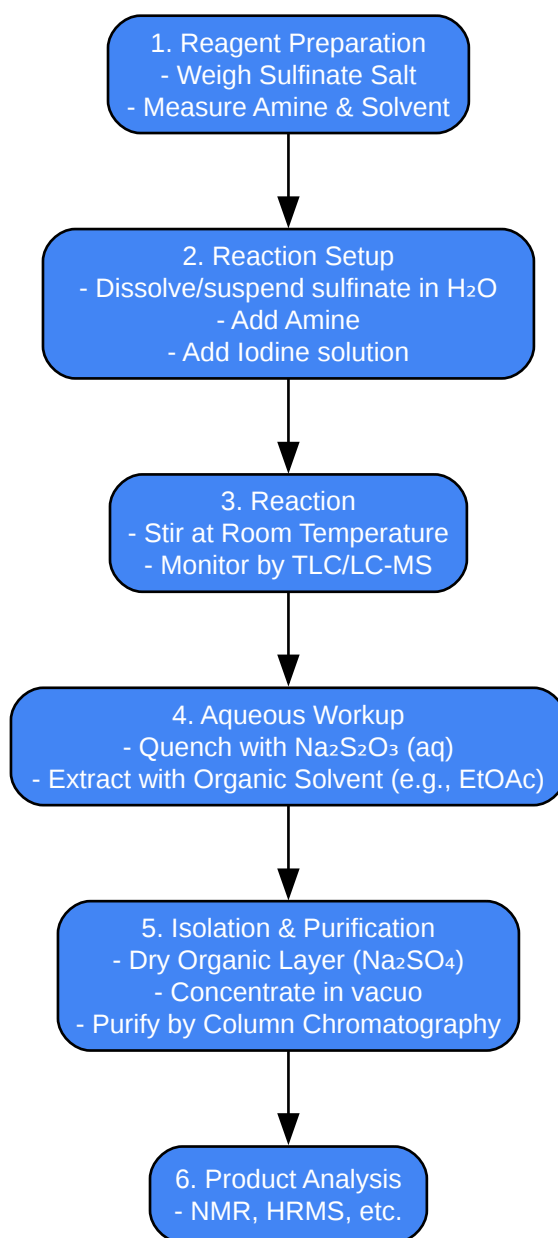 1. Reagent Preparation
- Weigh Sulfinate Salt
- Measure Amine & Solvent
2. Reaction Setup
- Dissolve/suspend sulfinate in H₂O
- Add Amine
- Add Iodine solution
3. Reaction
- Stir at Room Temperature
- Monitor by TLC/LC-MS
4. Aqueous Workup
- Quench with Na₂S₂O₃ (aq)
- Extract with Organic Solvent (e.g., EtOAc)
5. Isolation & Purification
- Dry Organic Layer (Na₂SO₄)
- Concentrate in vacuo
- Purify by Column Chromatography
6. Product Analysis
- NMR, HRMS, etc.